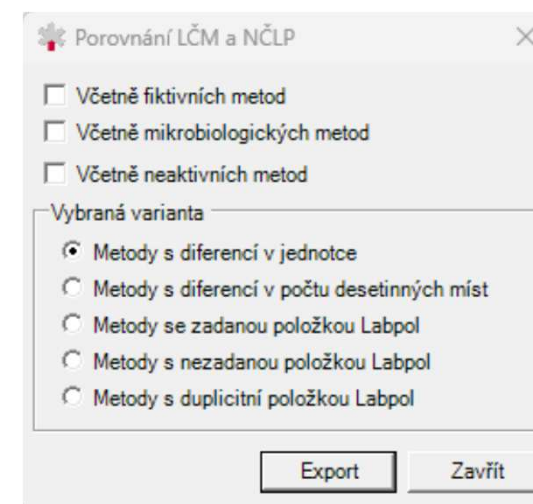 Porovnání LČM a NČLP
Včetně fiktivních metod
Včetně mikrobiologických metod
Včetně neaktivních metod
Vybraná varianta
Metody s diferencí v jednotce
Metody s diferencí v počtu desetinných míst
Metody se zadanou položkou Labpol
Metody s nezadanou položkou Labpol
Metody s duplicitní položkou Labpol
Export Zavřít